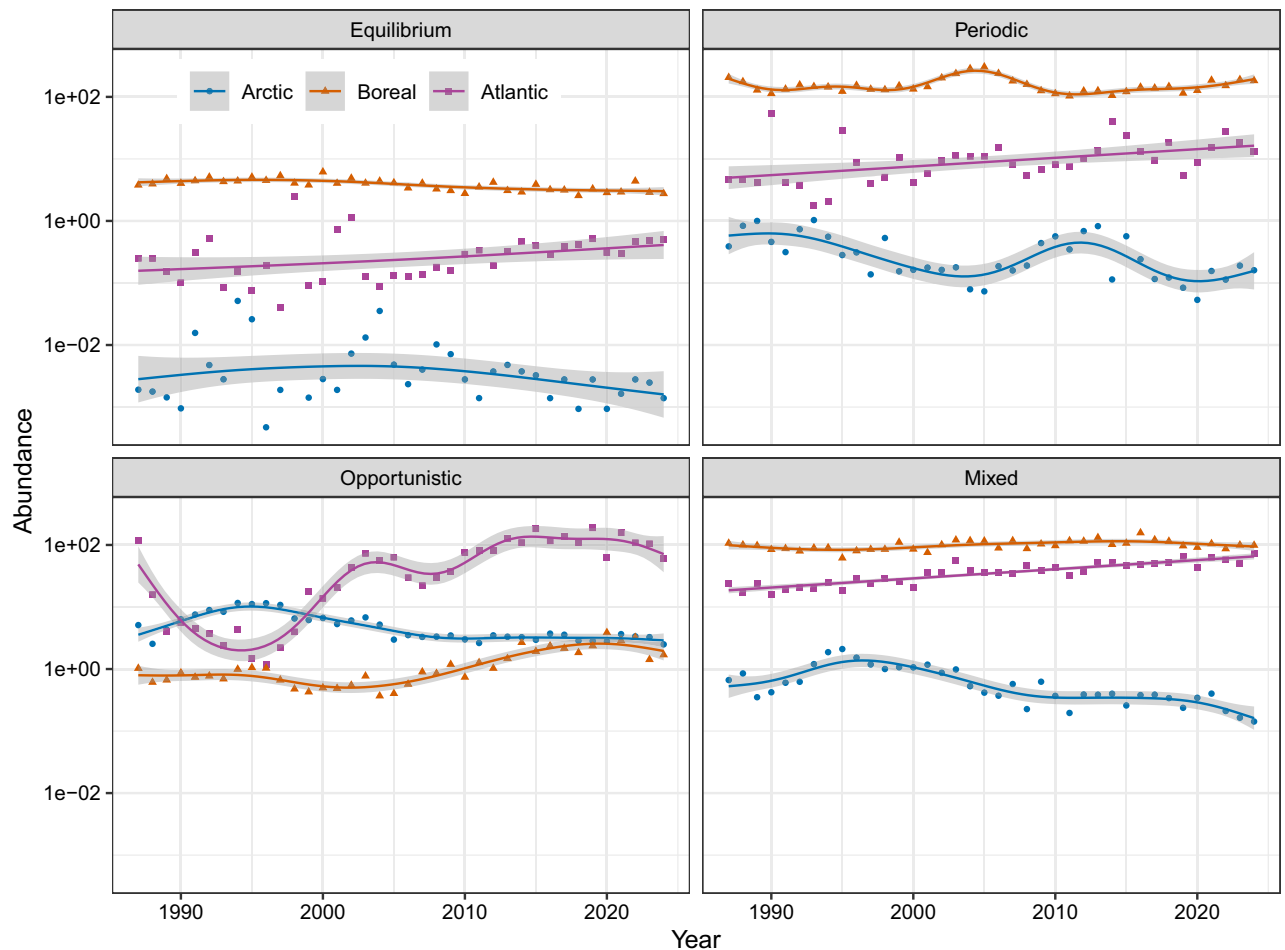 Equilibrium
Periodic
Arctic Boreal Atlantic
1e+02
1e+00
1e−02
Opportunistic
Mixed
Abundance
1e+02
1e+00
1e−02
1990 2000 2010 2020
1990 2000 2010 2020
Year